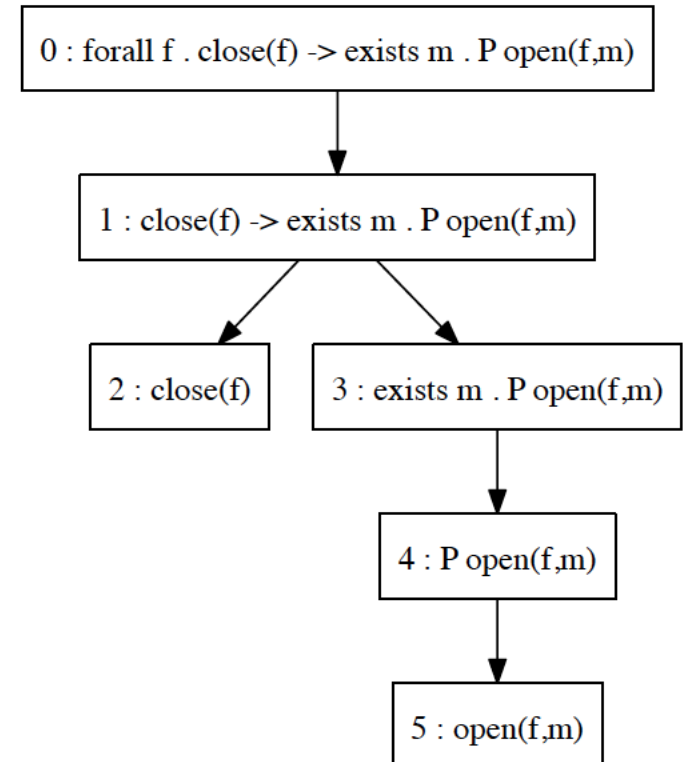 0 : forall f . close(f) -> exists m . P open(f,m)
1 : close(f) -> exists m . P open(f,m)
2 : close(f)
3 : exists m . P open(f,m)
4 : P open(f,m)
5 : open(f,m)